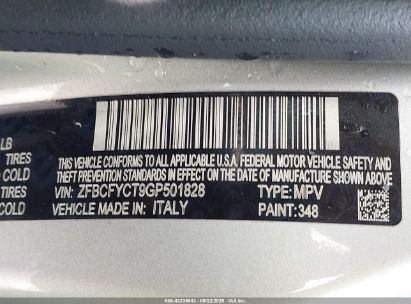 LB
TIRES
COLD
TIRES
COLD
THIS VEHICLE CONFORMS TO ALL APPLICABLE U.S.A. FEDERAL MOTOR VEHICLE SAFETY
AND THEFT PREVENTION STANDARDS IN EFFECT ON THE DATE OF MANUFACTURE SHOWN ABOVE
VIN: ZFBCFYCT9GP501828 TYPE: MPV
VEHICLE MADE IN: ITALY PAINT: 348